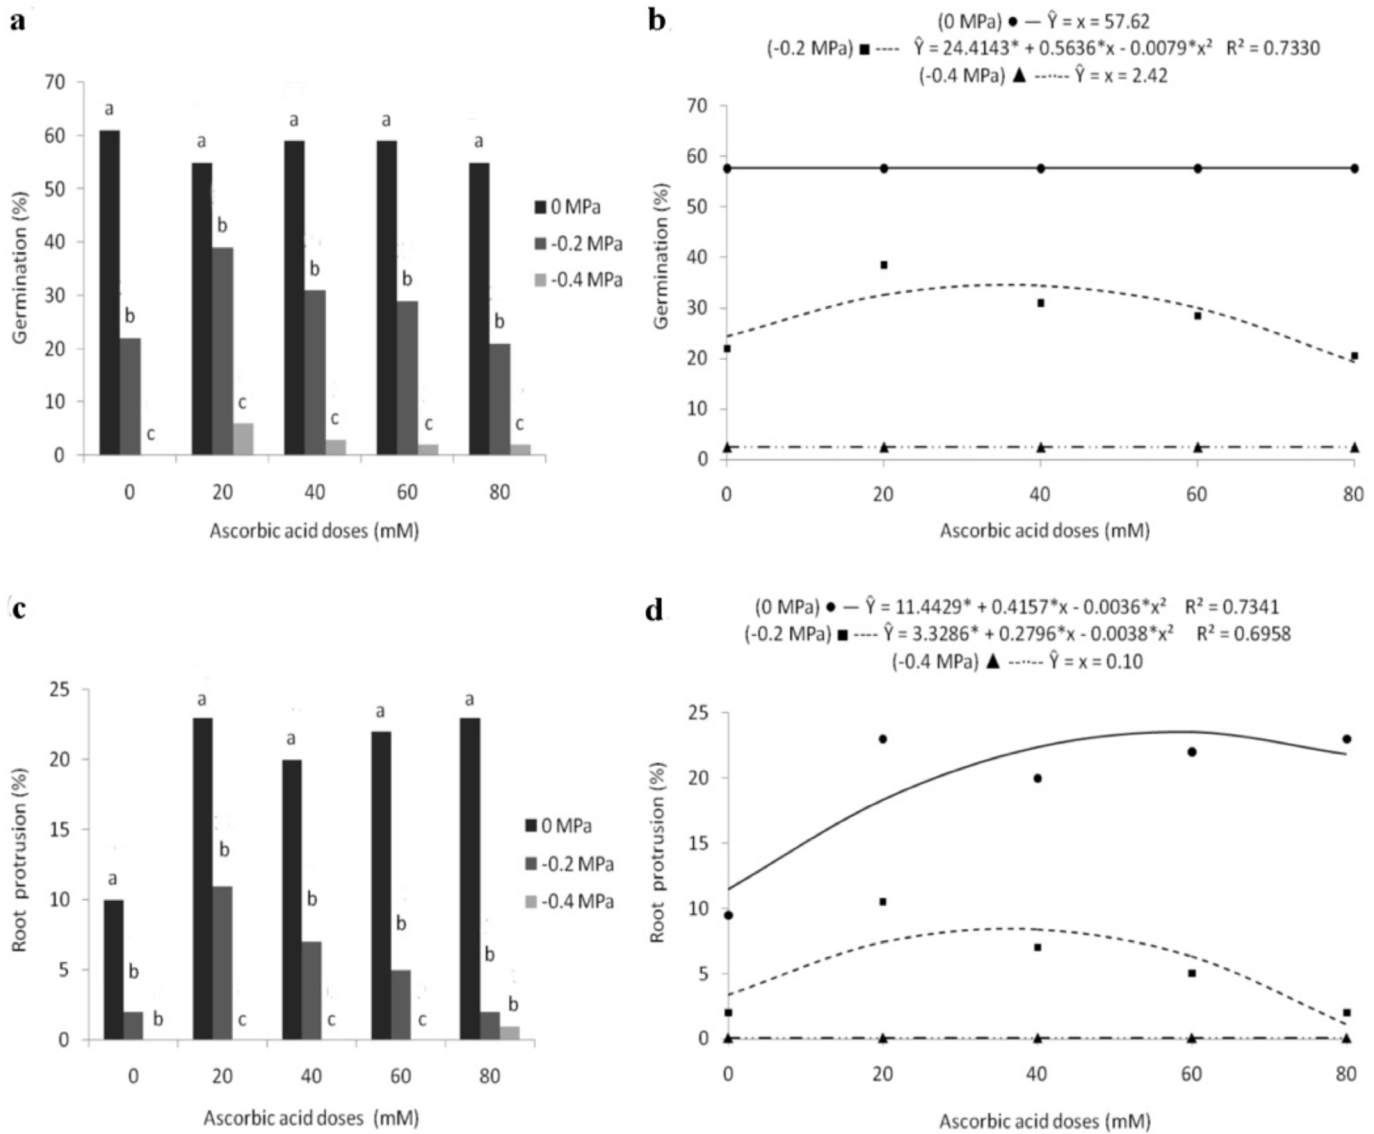 a
70
60
50
40
30
20
10
0
Germination (%)
a
b
c
a
b
c
a
b
c
a
b
c
a
b
c
0 MPa
-0.2 MPa
-0.4 MPa
0 20 40 60 80
Ascorbic acid doses (mM)
b
(0 MPa) ● — Ŷ = x = 57.62
(-0.2 MPa) ■ ---- Ŷ = 24.4143* + 0.5636*x - 0.0079*x² R² = 0.7330
(-0.4 MPa) ▲ --··-- Ŷ = x = 2.42
70
60
50
40
30
20
10
0
Germination (%)
0 20 40 60 80
Ascorbic acid doses (mM)
c
25
20
15
10
5
0
Root protrusion (%)
a
b
b
a
b
c
a
b
c
a
b
c
a
b
b
0 MPa
-0.2 MPa
-0.4 MPa
0 20 40 60 80
Ascorbic acid doses (mM)
d
(0 MPa) ● — Ŷ = 11.4429* + 0.4157*x - 0.0036*x² R² = 0.7341
(-0.2 MPa) ■ ---- Ŷ = 3.3286* + 0.2796*x - 0.0038*x² R² = 0.6958
(-0.4 MPa) ▲ --··-- Ŷ = x = 0.10
25
20
15
10
5
0
Root protrusion (%)
0 20 40 60 80
Ascorbic acid doses (mM)